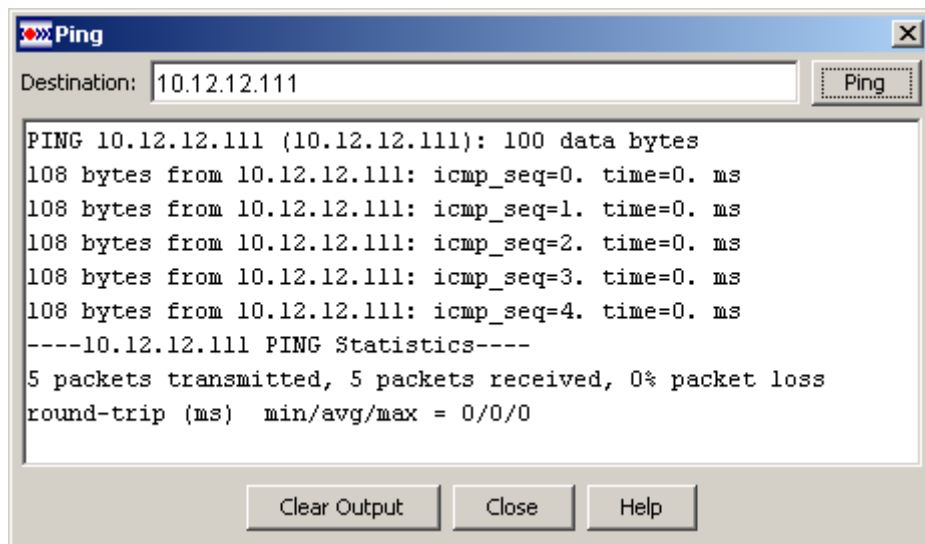 Ping
Destination: 10.12.12.111 Ping
PING 10.12.12.111 (10.12.12.111): 100 data bytes
108 bytes from 10.12.12.111: icmp_seq=0. time=0. ms
108 bytes from 10.12.12.111: icmp_seq=1. time=0. ms
108 bytes from 10.12.12.111: icmp_seq=2. time=0. ms
108 bytes from 10.12.12.111: icmp_seq=3. time=0. ms
108 bytes from 10.12.12.111: icmp_seq=4. time=0. ms
----10.12.12.111 PING Statistics----
5 packets transmitted, 5 packets received, 0% packet loss
round-trip (ms)  min/avg/max = 0/0/0
Clear Output Close Help